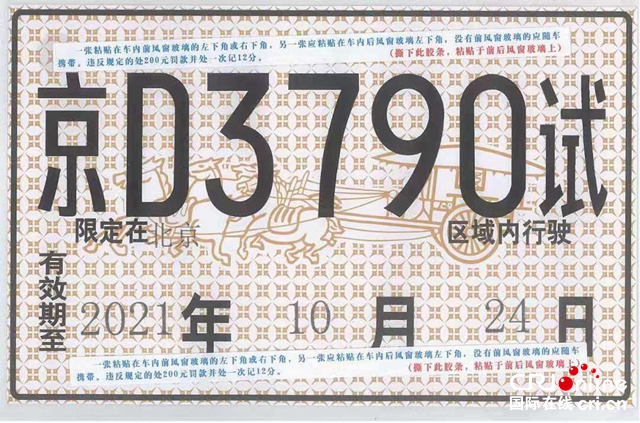 一张粘贴在车内前风窗玻璃的左下角或右下角，另一张应粘贴在车内后风窗玻璃左下角，没有前风窗玻璃的应随车
携带。违反规定的处200元罚款并处一次记12分。（撕下此胶条，粘贴于前后风窗玻璃上）
京D3790试
限定在北京 区域内行驶
有效期至 2021年10月24日
一张粘贴在车内前风窗玻璃的左下角或右下角，另一张应粘贴在车内后风窗玻璃左下角，没有前风窗玻璃的应随车
携带。违反规定的处200元罚款并处一次记12分。（撕下此胶条，粘贴于前后风窗玻璃上）
CRI Online
国际在线 cri.cn